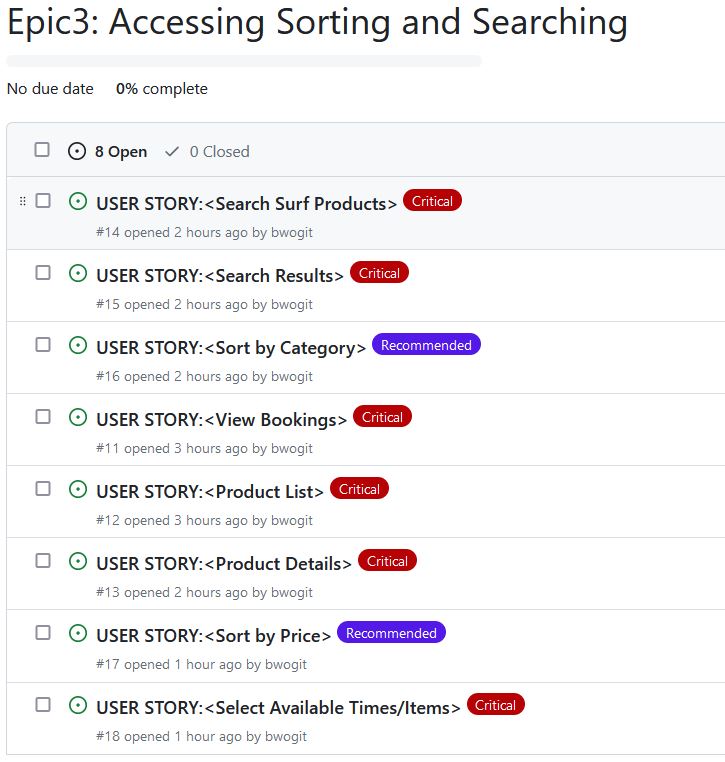 Epic3: Accessing Sorting and Searching
No due date 0% complete
8 Open 0 Closed
USER STORY:<Search Surf Products> Critical
#14 opened 2 hours ago by bwogit
USER STORY:<Search Results> Critical
#15 opened 2 hours ago by bwogit
USER STORY:<Sort by Category> Recommended
#16 opened 2 hours ago by bwogit
USER STORY:<View Bookings> Critical
#11 opened 3 hours ago by bwogit
USER STORY:<Product List> Critical
#12 opened 3 hours ago by bwogit
USER STORY:<Product Details> Critical
#13 opened 2 hours ago by bwogit
USER STORY:<Sort by Price> Recommended
#17 opened 1 hour ago by bwogit
USER STORY:<Select Available Times/Items> Critical
#18 opened 1 hour ago by bwogit